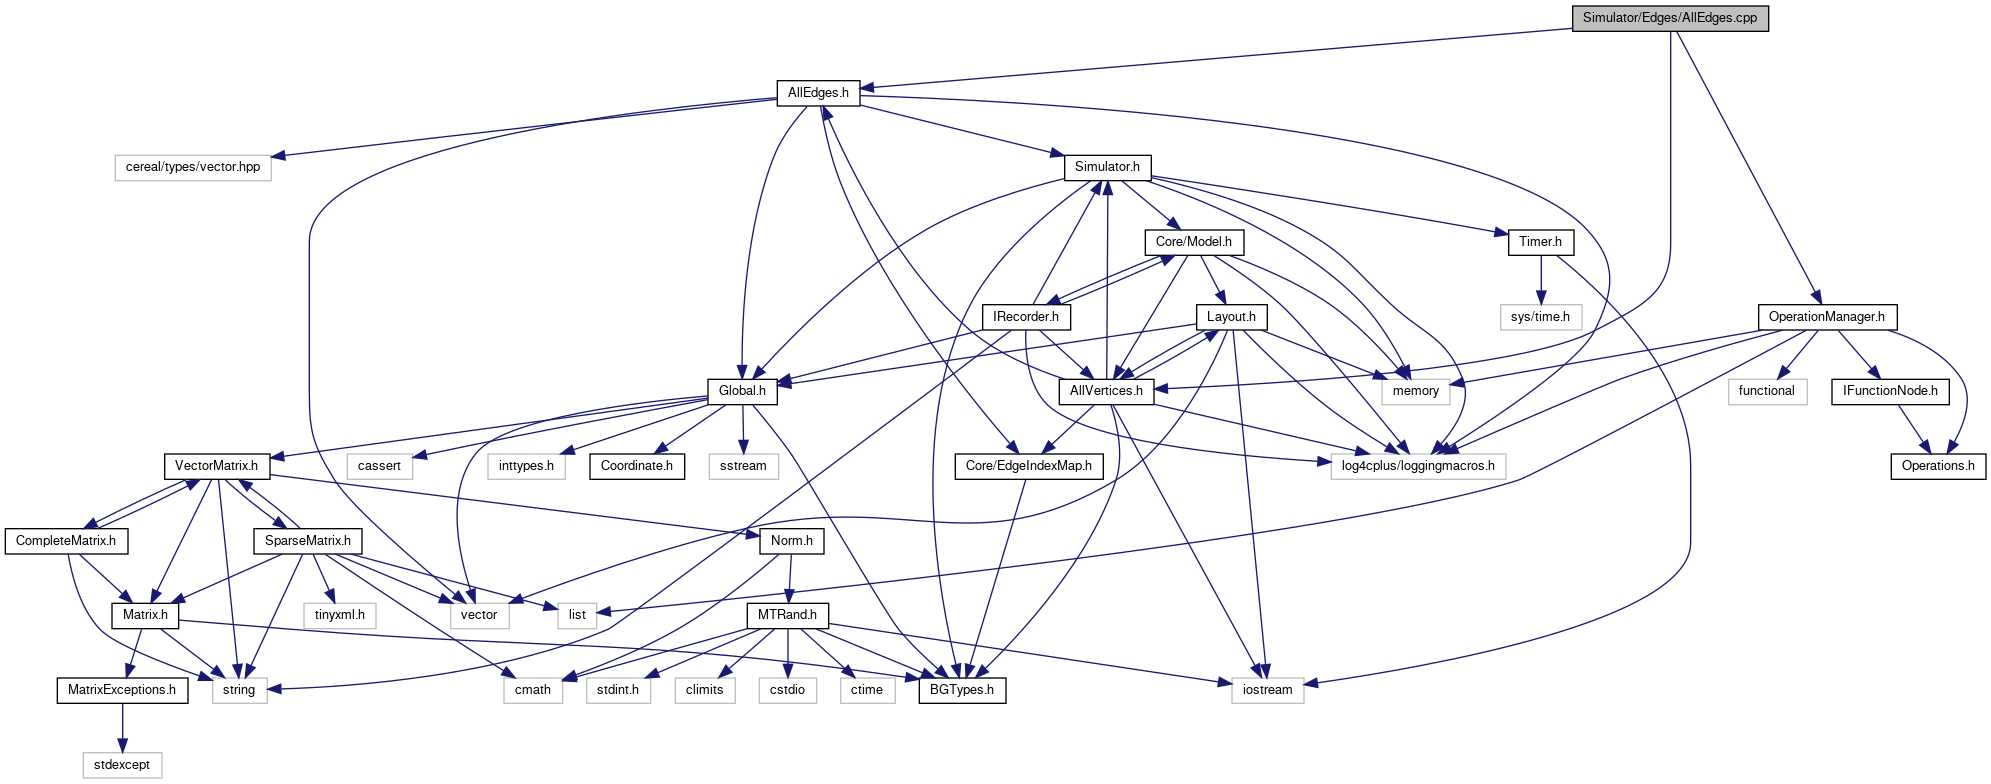 Simulator/Edges/AllEdges.cpp
AllEdges.h
cereal/types/vector.hpp
Simulator.h
Core/Model.h
Timer.h
IRecorder.h
Layout.h
sys/time.h
OperationManager.h
Global.h
AllVertices.h
memory
functional
IFunctionNode.h
VectorMatrix.h
cassert
inttypes.h
Coordinate.h
sstream
Core/EdgeIndexMap.h
log4cplus/loggingmacros.h
Operations.h
CompleteMatrix.h
SparseMatrix.h
Norm.h
Matrix.h
tinyxml.h
vector
list
MTRand.h
MatrixExceptions.h
string
cmath
stdint.h
climits
cstdio
ctime
BGTypes.h
iostream
stdexcept